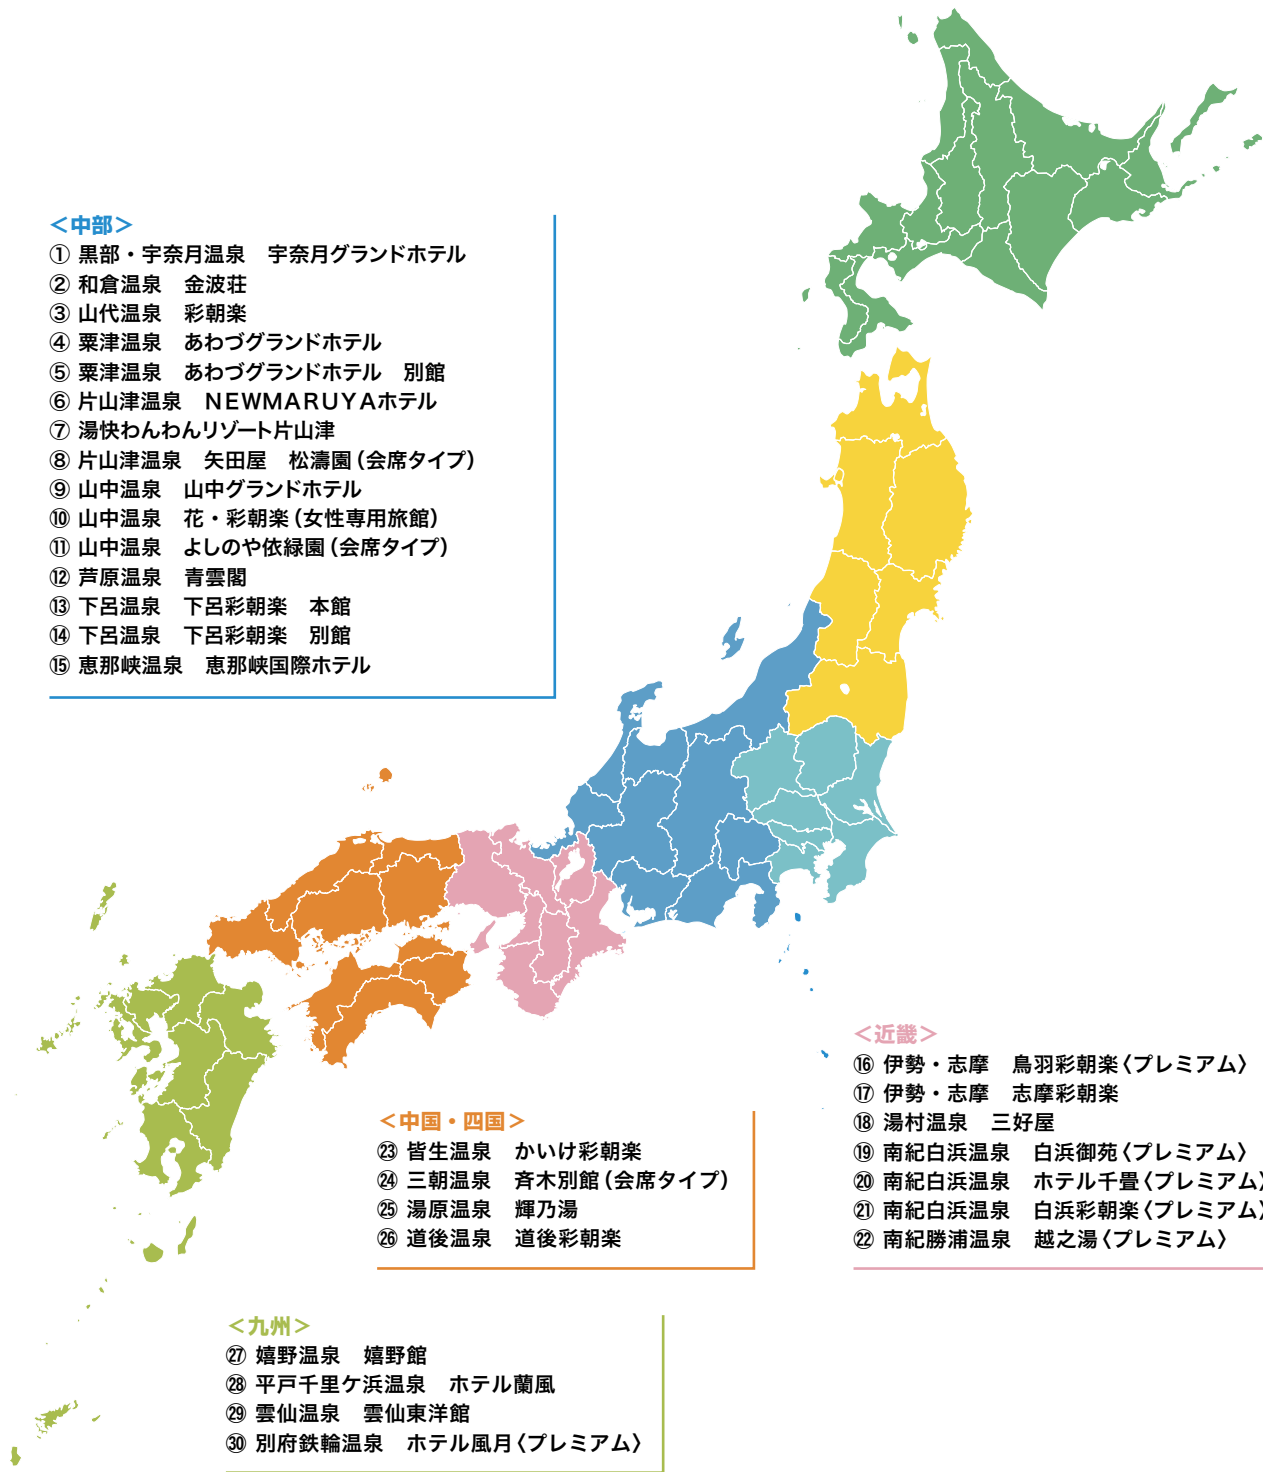 ＜中部＞
① 黒部・宇奈月温泉　宇奈月グランドホテル
② 和倉温泉　金波荘
③ 山代温泉　彩朝楽
④ 粟津温泉　あわづグランドホテル
⑤ 粟津温泉　あわづグランドホテル　別館
⑥ 片山津温泉　NEWMARUYAホテル
⑦ 湯快わんわんリゾート片山津
⑧ 片山津温泉　矢田屋　松濤園（会席タイプ）
⑨ 山中温泉　山中グランドホテル
⑩ 山中温泉　花・彩朝楽（女性専用旅館）
⑪ 山中温泉　よしのや依緑園（会席タイプ）
⑫ 芦原温泉　青雲閣
⑬ 下呂温泉　下呂彩朝楽　本館
⑭ 下呂温泉　下呂彩朝楽　別館
⑮ 恵那峡温泉　恵那峡国際ホテル
＜近畿＞
⑯ 伊勢・志摩　鳥羽彩朝楽〈プレミアム〉
⑰ 伊勢・志摩　志摩彩朝楽
⑱ 湯村温泉　三好屋
⑲ 南紀白浜温泉　白浜御苑〈プレミアム〉
⑳ 南紀白浜温泉　ホテル千畳〈プレミアム〉
㉑ 南紀白浜温泉　白浜彩朝楽〈プレミアム〉
㉒ 南紀勝浦温泉　越之湯〈プレミアム〉
＜中国・四国＞
㉓ 皆生温泉　かいけ彩朝楽
㉔ 三朝温泉　斉木別館（会席タイプ）
㉕ 湯原温泉　輝乃湯
㉖ 道後温泉　道後彩朝楽
＜九州＞
㉗ 嬉野温泉　嬉野館
㉘ 平戸千里ケ浜温泉　ホテル蘭風
㉙ 雲仙温泉　雲仙東洋館
㉚ 別府鉄輪温泉　ホテル風月〈プレミアム〉